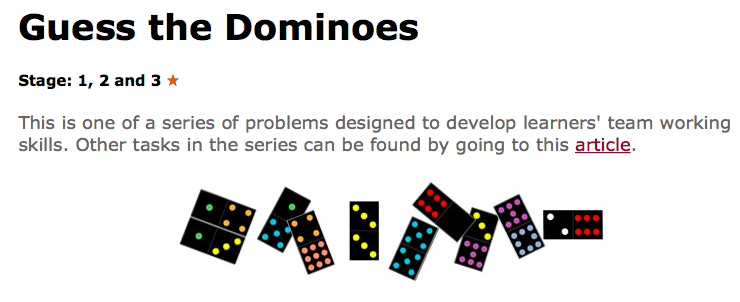 Guess the Dominoes
Stage: 1, 2 and 3 ★
This is one of a series of problems designed to develop learners' team working
skills. Other tasks in the series can be found by going to this article.